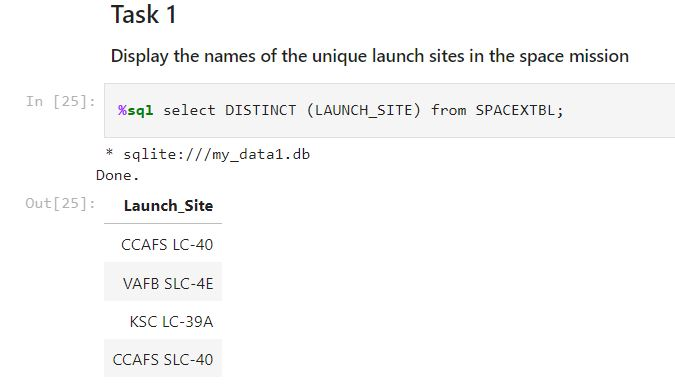 Task 1
Display the names of the unique launch sites in the space mission
In [25]: %sql select DISTINCT (LAUNCH_SITE) from SPACEXTBL;
* sqlite:///my_data1.db
Done.
Out[25]: Launch_Site
CCAFS LC-40
VAFB SLC-4E
KSC LC-39A
CCAFS SLC-40